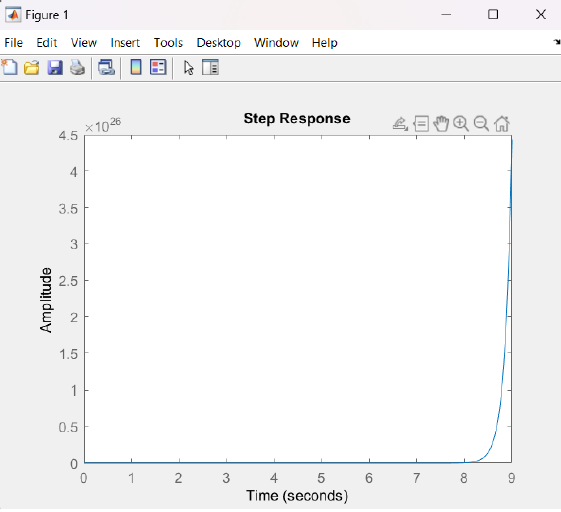 Figure 1
File Edit View Insert Tools Desktop Window Help
Step Response
×10²⁶
4.5
4
3.5
3
2.5
2
1.5
1
0.5
0
Amplitude
0 1 2 3 4 5 6 7 8 9
Time (seconds)